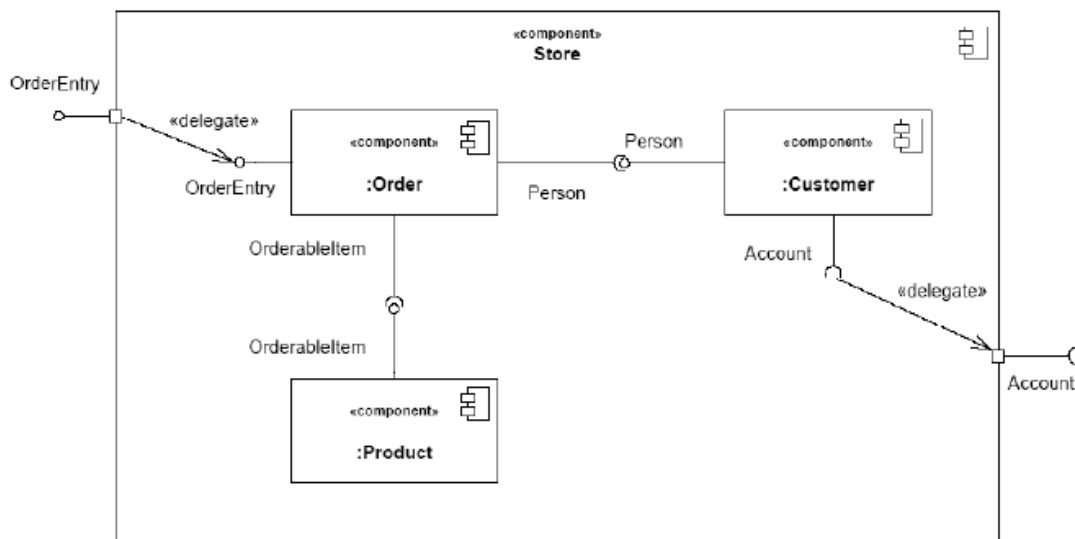 «component»
Store
OrderEntry
«delegate»
OrderEntry
«component»
:Order
Person
Person
«component»
:Customer
OrderableItem
OrderableItem
Account
«delegate»
Account
«component»
:Product